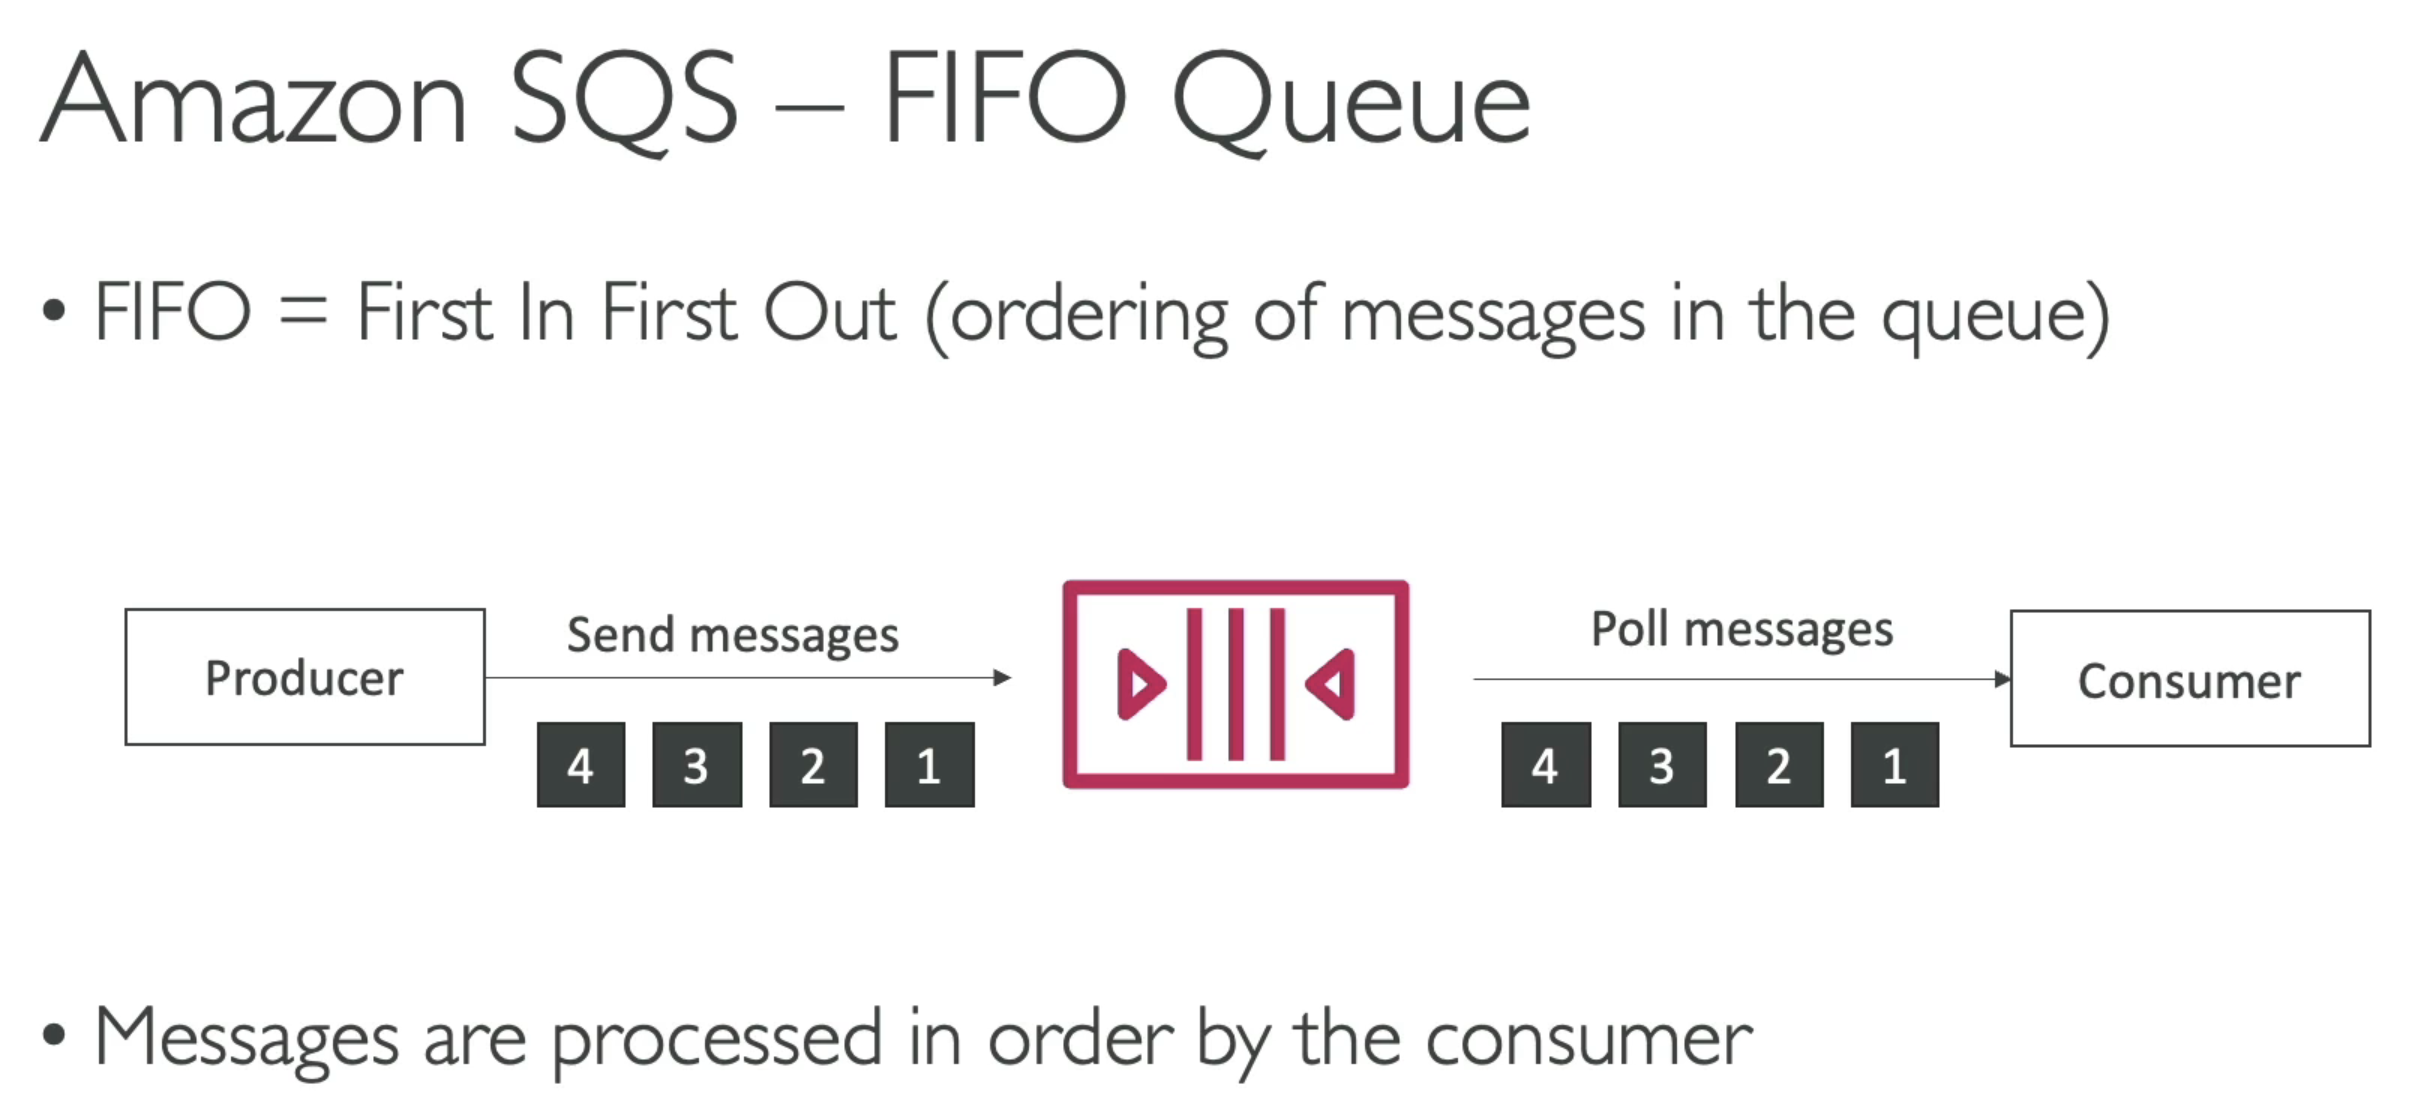 Amazon SQS – FIFO Queue
• FIFO = First In First Out (ordering of messages in the queue)
Producer
Send messages
4 3 2 1
Poll messages
4 3 2 1
Consumer
• Messages are processed in order by the consumer